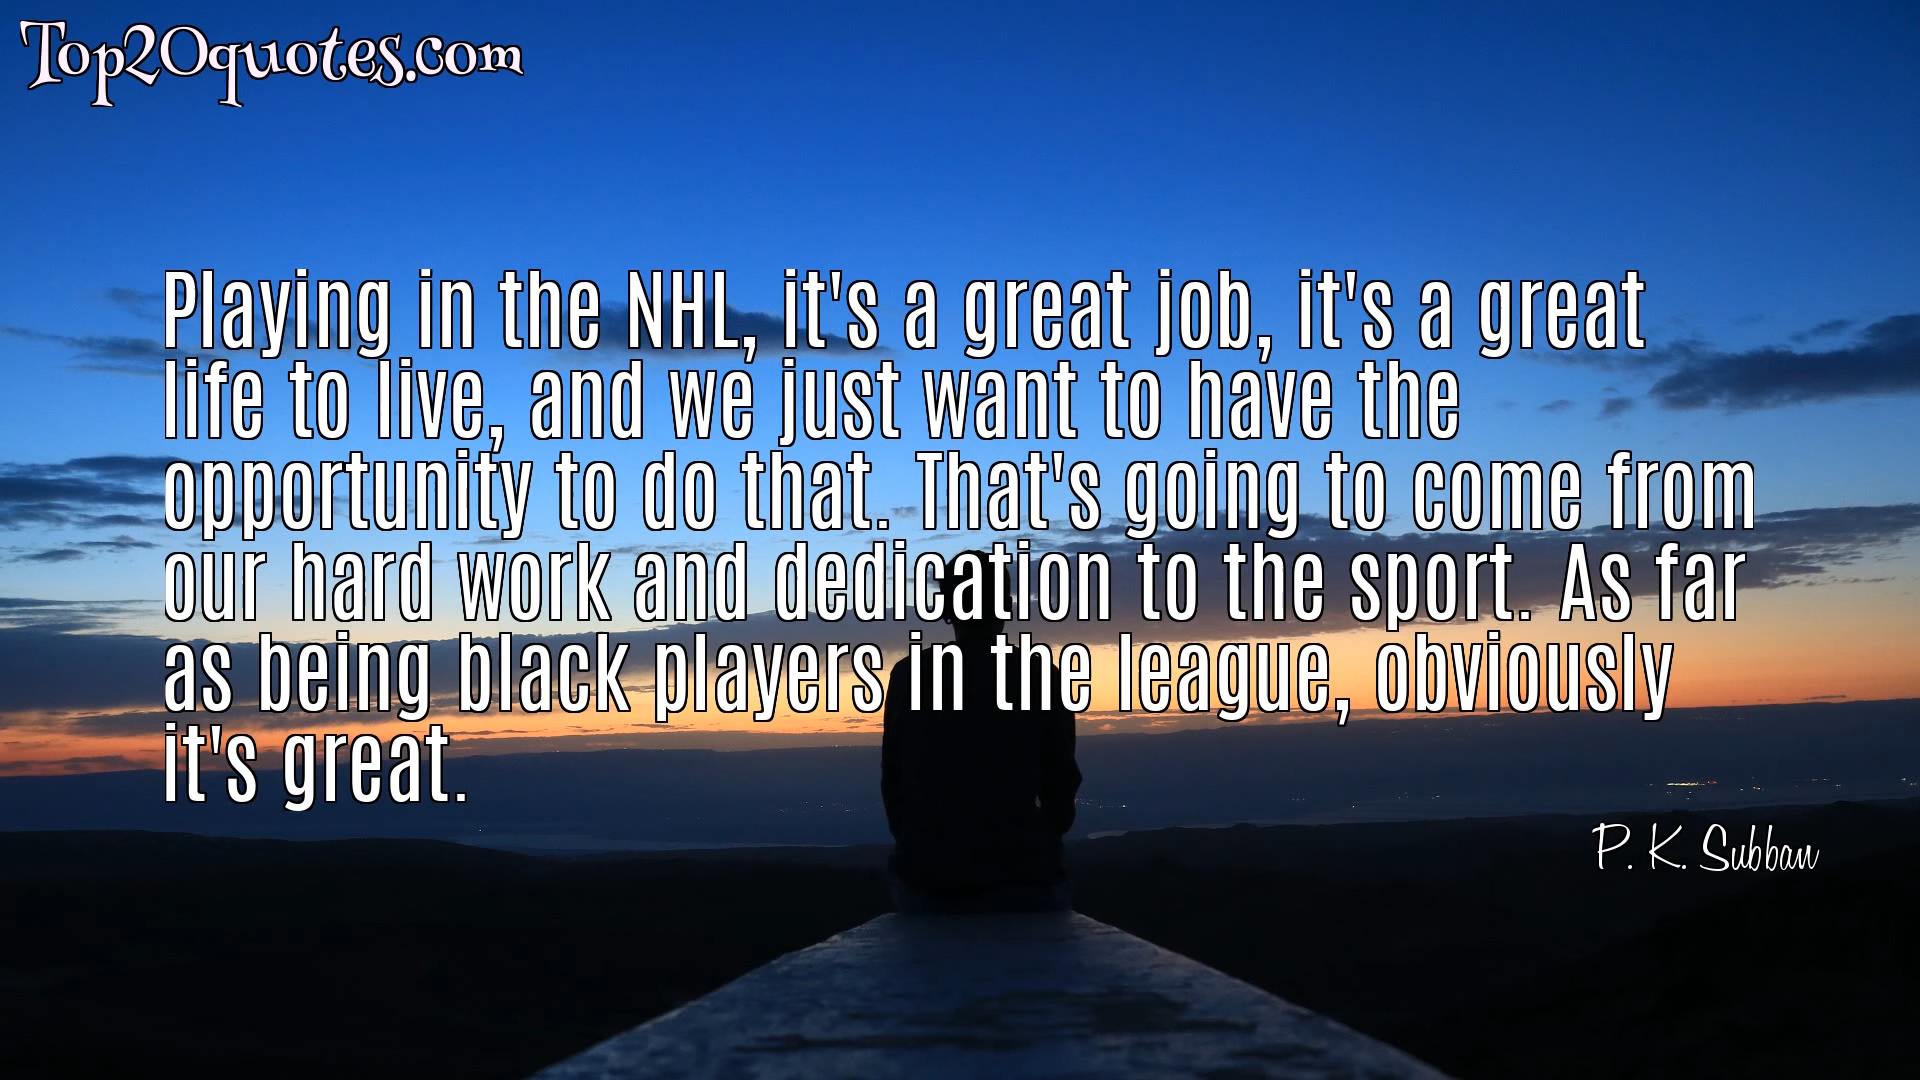 Top20quotes.com
Playing in the NHL, it's a great job, it's a great
life to live, and we just want to have the
opportunity to do that. That's going to come from
our hard work and dedication to the sport. As far
as being black players in the league, obviously
it's great.
P. K. Subban